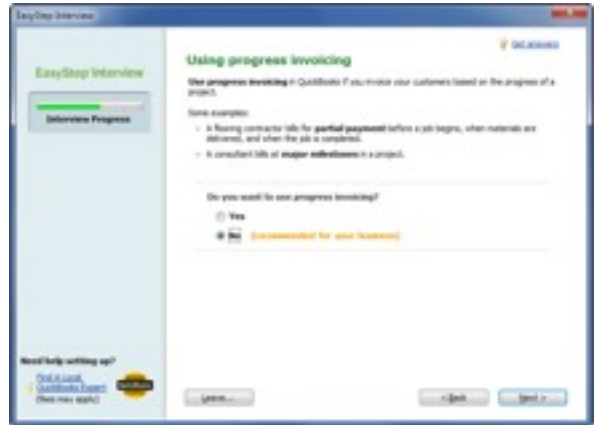 EasyStep Interview
Get answers
EasyStep Interview
Interview Progress
Using progress invoicing
Use progress invoicing in QuickBooks if you invoice your customers based on the progress of a
project.
Some examples:
- A flooring contractor bills for partial payment before a job begins, when materials are
delivered, and when the job is completed.
- A consultant bills at major milestones in a project.
Do you want to use progress invoicing?
Yes
No (recommended for your business)
Need help setting up?
Find A Local
QuickBooks Expert
(Fees may apply)
Leave...
< Back
Next >